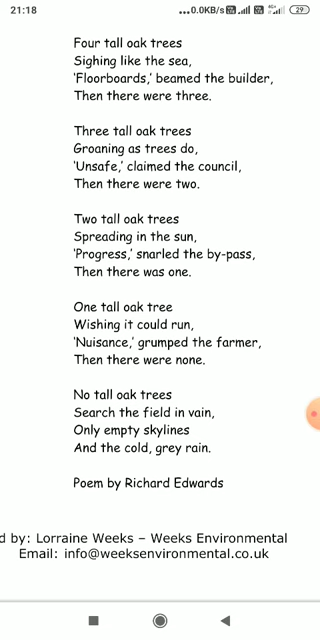 21:18
...0.0KB/s
4G+
29
Four tall oak trees
Sighing like the sea,
‘Floorboards,’ beamed the builder,
Then there were three.
Three tall oak trees
Groaning as trees do,
‘Unsafe,’ claimed the council,
Then there were two.
Two tall oak trees
Spreading in the sun,
‘Progress,’ snarled the by-pass,
Then there was one.
One tall oak tree
Wishing it could run,
‘Nuisance,’ grumped the farmer,
Then there were none.
No tall oak trees
Search the field in vain,
Only empty skylines
And the cold, grey rain.
Poem by Richard Edwards
d by: Lorraine Weeks – Weeks Environmental
Email: info@weeksenvironmental.co.uk